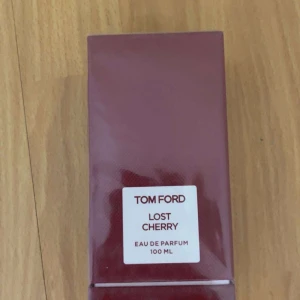 TOM FORD
LOST
CHERRY
EAU DE PARFUM
100 ML